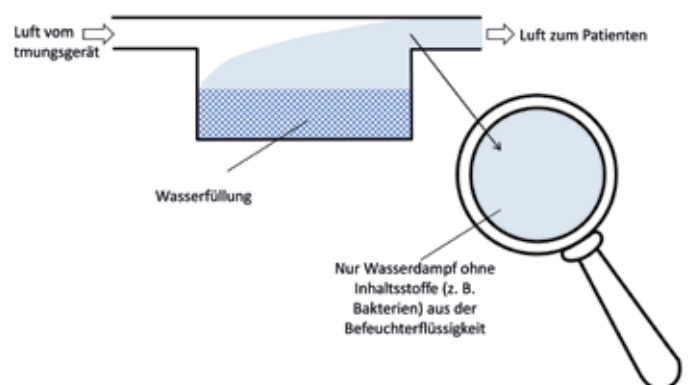 Luft vom
tmungsgerät
Luft zum Patienten
Wasserfüllung
Nur Wasserdampf ohne
Inhaltsstoffe (z. B.
Bakterien) aus der
Befeuchterflüssigkeit